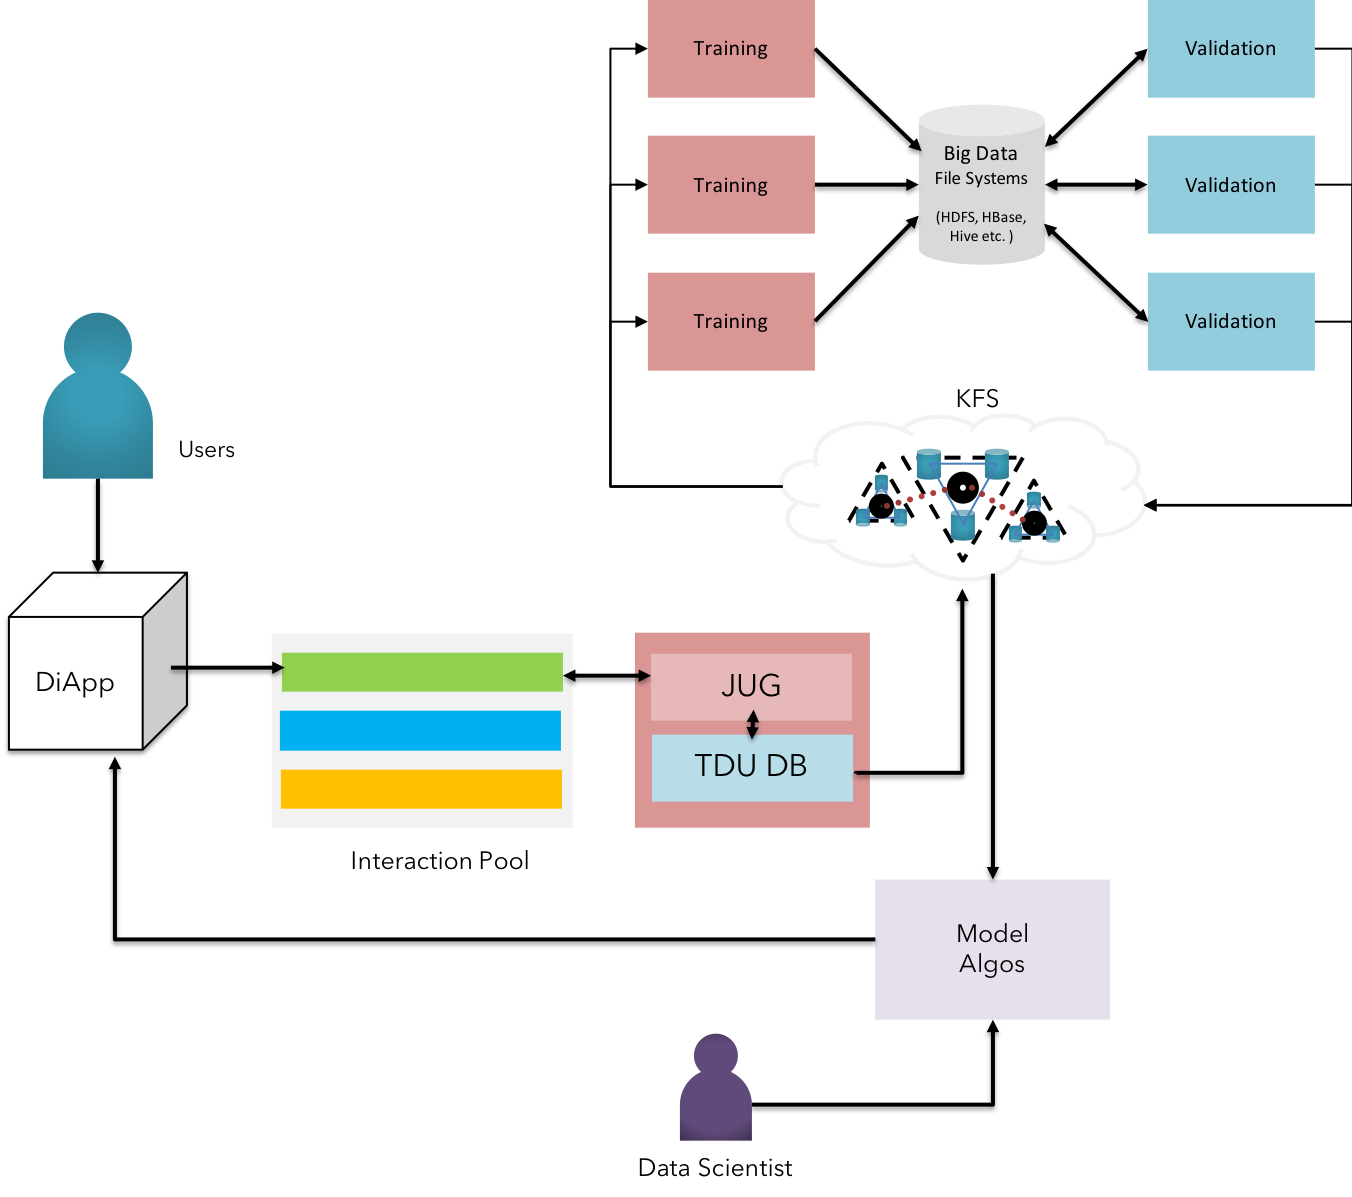 Training
Validation
Big Data
File Systems
(HDFS, HBase,
Hive etc. )
Training
Validation
Training
Validation
KFS
Users
DiApp
JUG
TDU DB
Interaction Pool
Model
Algos
Data Scientist